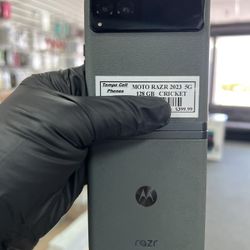 Tampa Cell
Phones
MOTO RAZR 2023 5G
128 GB CRICKET
$399.99
razr